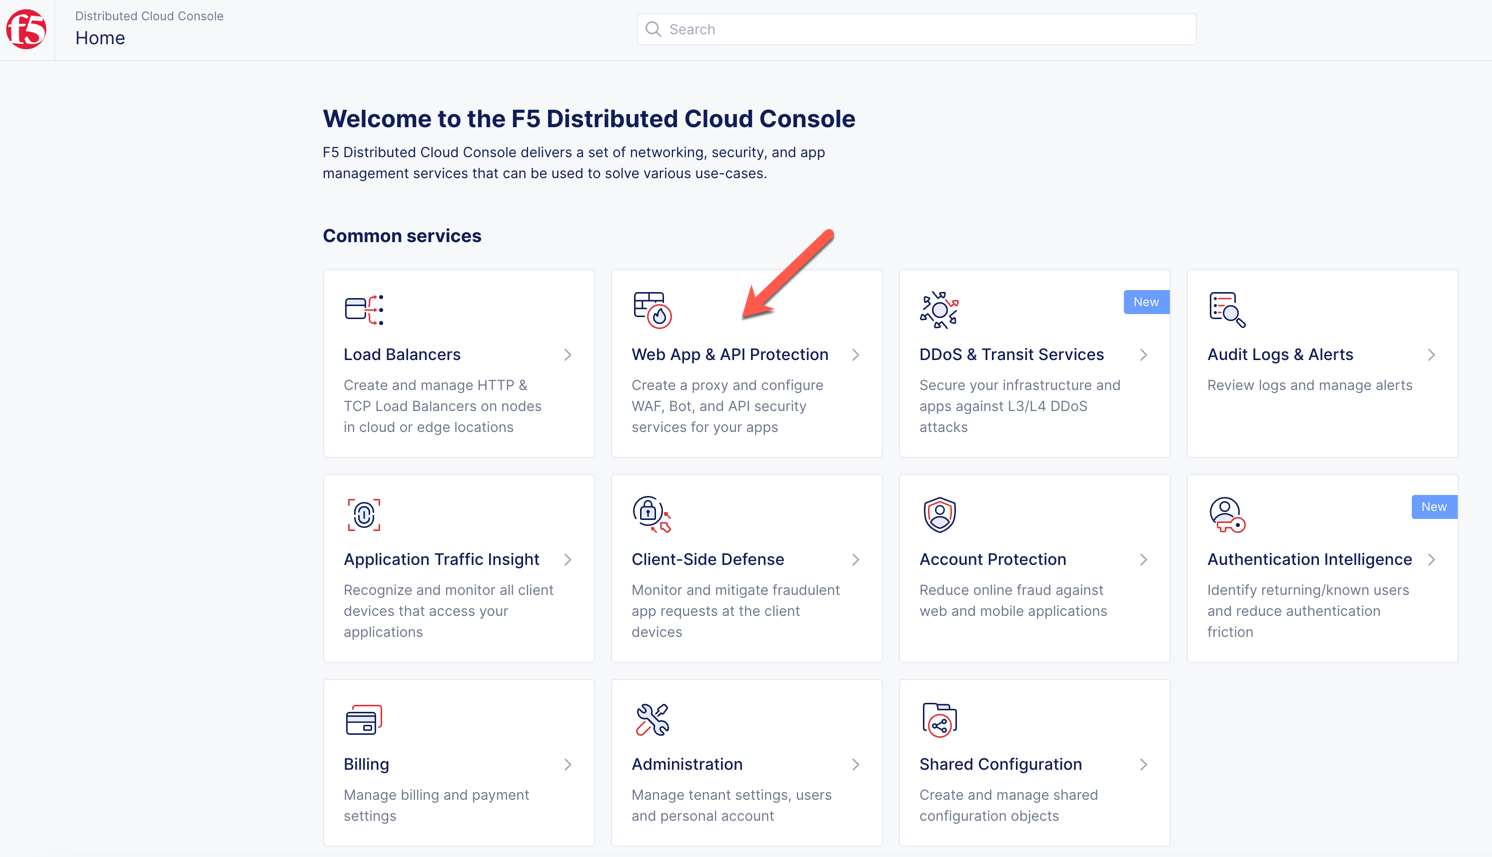 f5
Distributed Cloud Console
Home
Search
Welcome to the F5 Distributed Cloud Console
F5 Distributed Cloud Console delivers a set of networking, security, and app
management services that can be used to solve various use-cases.
Common services
Load Balancers
Create and manage HTTP &
TCP Load Balancers on nodes
in cloud or edge locations
Web App & API Protection
Create a proxy and configure
WAF, Bot, and API security
services for your apps
New
DDoS & Transit Services
Secure your infrastructure and
apps against L3/L4 DDoS
attacks
Audit Logs & Alerts
Review logs and manage alerts
Application Traffic Insight
Recognize and monitor all client
devices that access your
applications
Client-Side Defense
Monitor and mitigate fraudulent
app requests at the client
devices
Account Protection
Reduce online fraud against
web and mobile applications
New
Authentication Intelligence
Identify returning/known users
and reduce authentication
friction
Billing
Manage billing and payment
settings
Administration
Manage tenant settings, users
and personal account
Shared Configuration
Create and manage shared
configuration objects